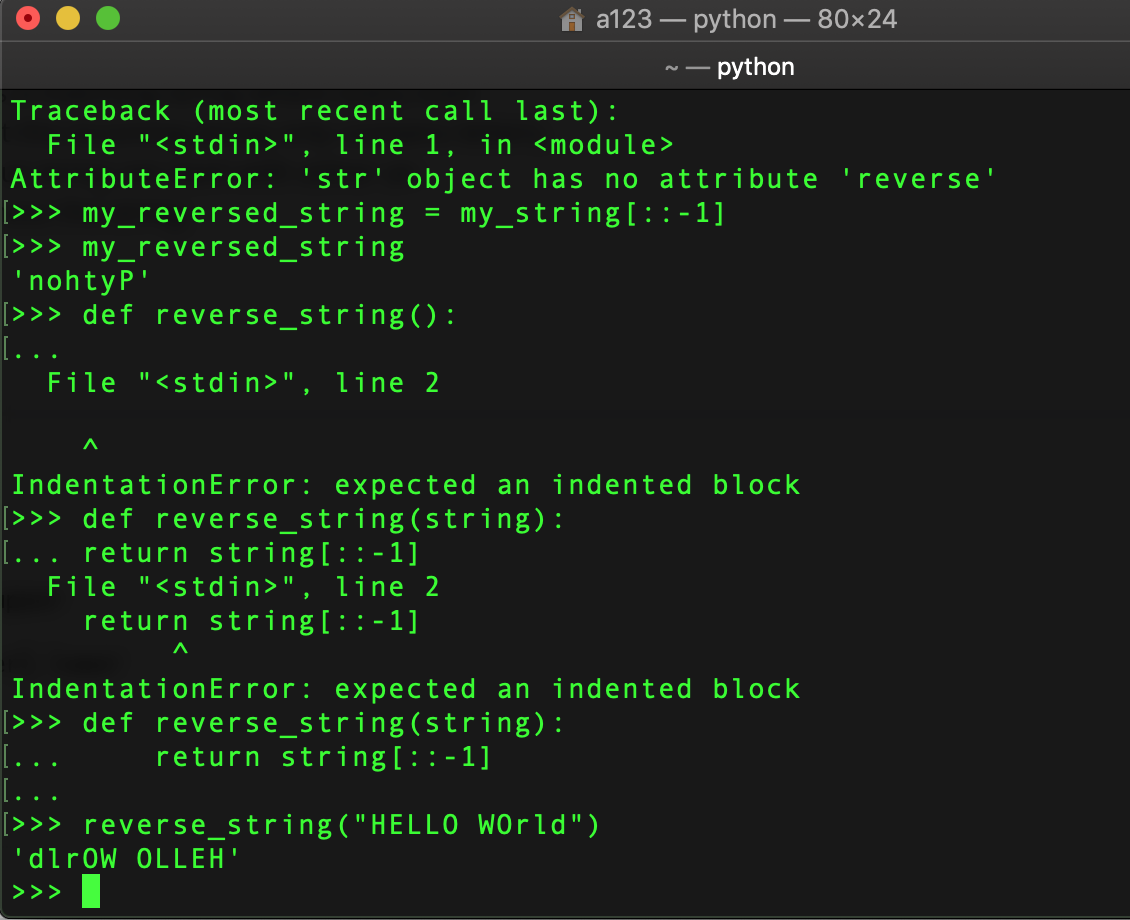 a123 — python — 80×24
~ — python
Traceback (most recent call last):
  File "<stdin>", line 1, in <module>
AttributeError: 'str' object has no attribute 'reverse'
[>>> my_reversed_string = my_string[::-1]
[>>> my_reversed_string
'nohtyP'
[>>> def reverse_string():
[...
  File "<stdin>", line 2

    ^
IndentationError: expected an indented block
[>>> def reverse_string(string):
[... return string[::-1]
  File "<stdin>", line 2
    return string[::-1]
         ^
IndentationError: expected an indented block
[>>> def reverse_string(string):
[...     return string[::-1]
[...
[>>> reverse_string("HELLO WOrld")
'dlrOW OLLEH'
>>>